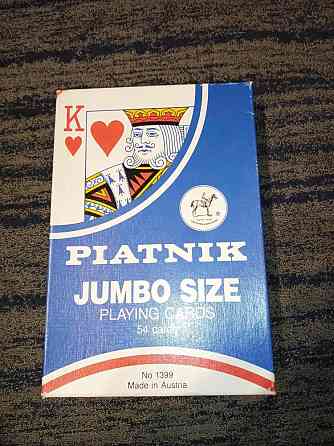 K
PIATNIK
JUMBO SIZE
PLAYING CARDS
54 cards
No 1399
Made in Austria